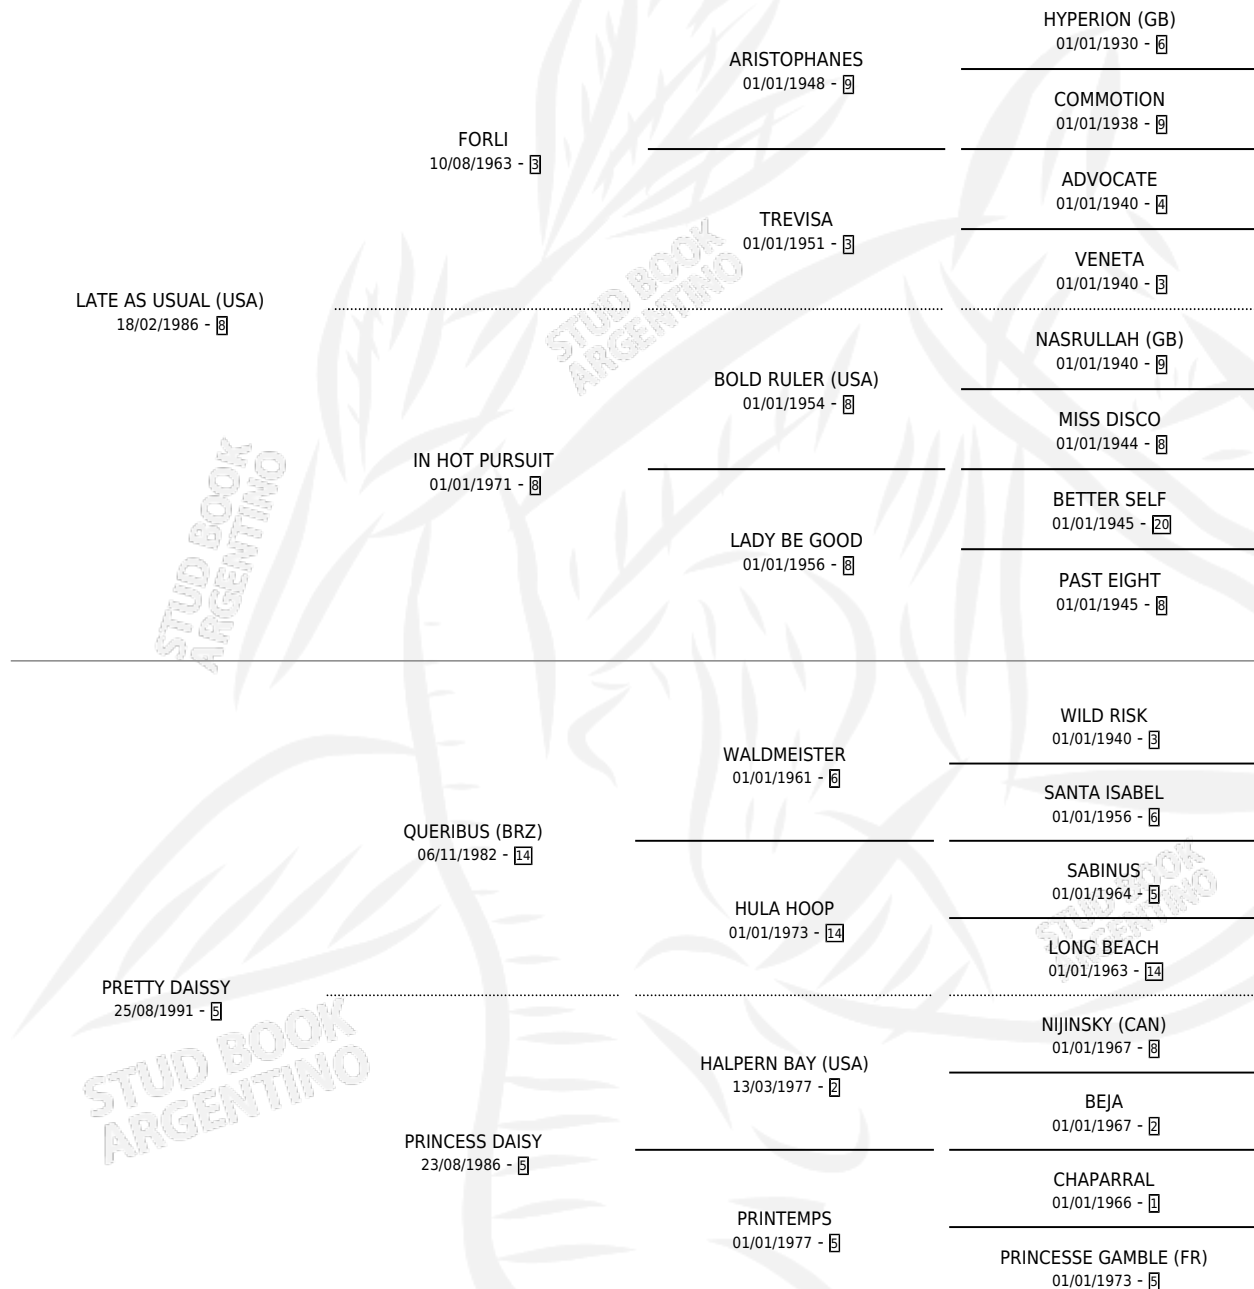 HYPERION (GB)
01/01/1930 - 6
ARISTOPHANES
01/01/1948 - 9
COMMOTION
01/01/1938 - 9
FORLI
10/08/1963 - 3
ADVOCATE
01/01/1940 - 4
TREVISA
01/01/1951 - 3
VENETA
01/01/1940 - 3
LATE AS USUAL (USA)
18/02/1986 - 8
NASRULLAH (GB)
01/01/1940 - 9
BOLD RULER (USA)
01/01/1954 - 8
MISS DISCO
01/01/1944 - 8
IN HOT PURSUIT
01/01/1971 - 8
BETTER SELF
01/01/1945 - 20
LADY BE GOOD
01/01/1956 - 8
PAST EIGHT
01/01/1945 - 8
STUD BOOK
ARGENTINO
STUD BOOK
ARGENTINO
WILD RISK
01/01/1940 - 3
WALDMEISTER
01/01/1961 - 6
SANTA ISABEL
01/01/1956 - 6
QUERIBUS (BRZ)
06/11/1982 - 14
SABINUS
01/01/1964 - 5
HULA HOOP
01/01/1973 - 14
LONG BEACH
01/01/1963 - 14
STUD BOOK
ARGENTINO
PRETTY DAISSY
25/08/1991 - 5
NIJINSKY (CAN)
01/01/1967 - 8
HALPERN BAY (USA)
13/03/1977 - 2
BEJA
01/01/1967 - 2
PRINCESS DAISY
23/08/1986 - 5
CHAPARRAL
01/01/1966 - 1
PRINTEMPS
01/01/1977 - 5
PRINCESSE GAMBLE (FR)
01/01/1973 - 5
STUD BOOK
ARGENTINO